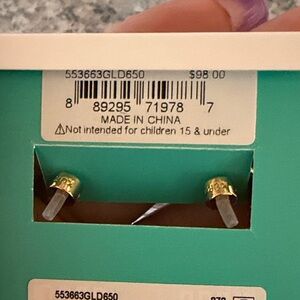 553663GLD650 $98.00
8 89295 71978 7
MADE IN CHINA
⚠Not intended for children 15 & under
553663GLD650